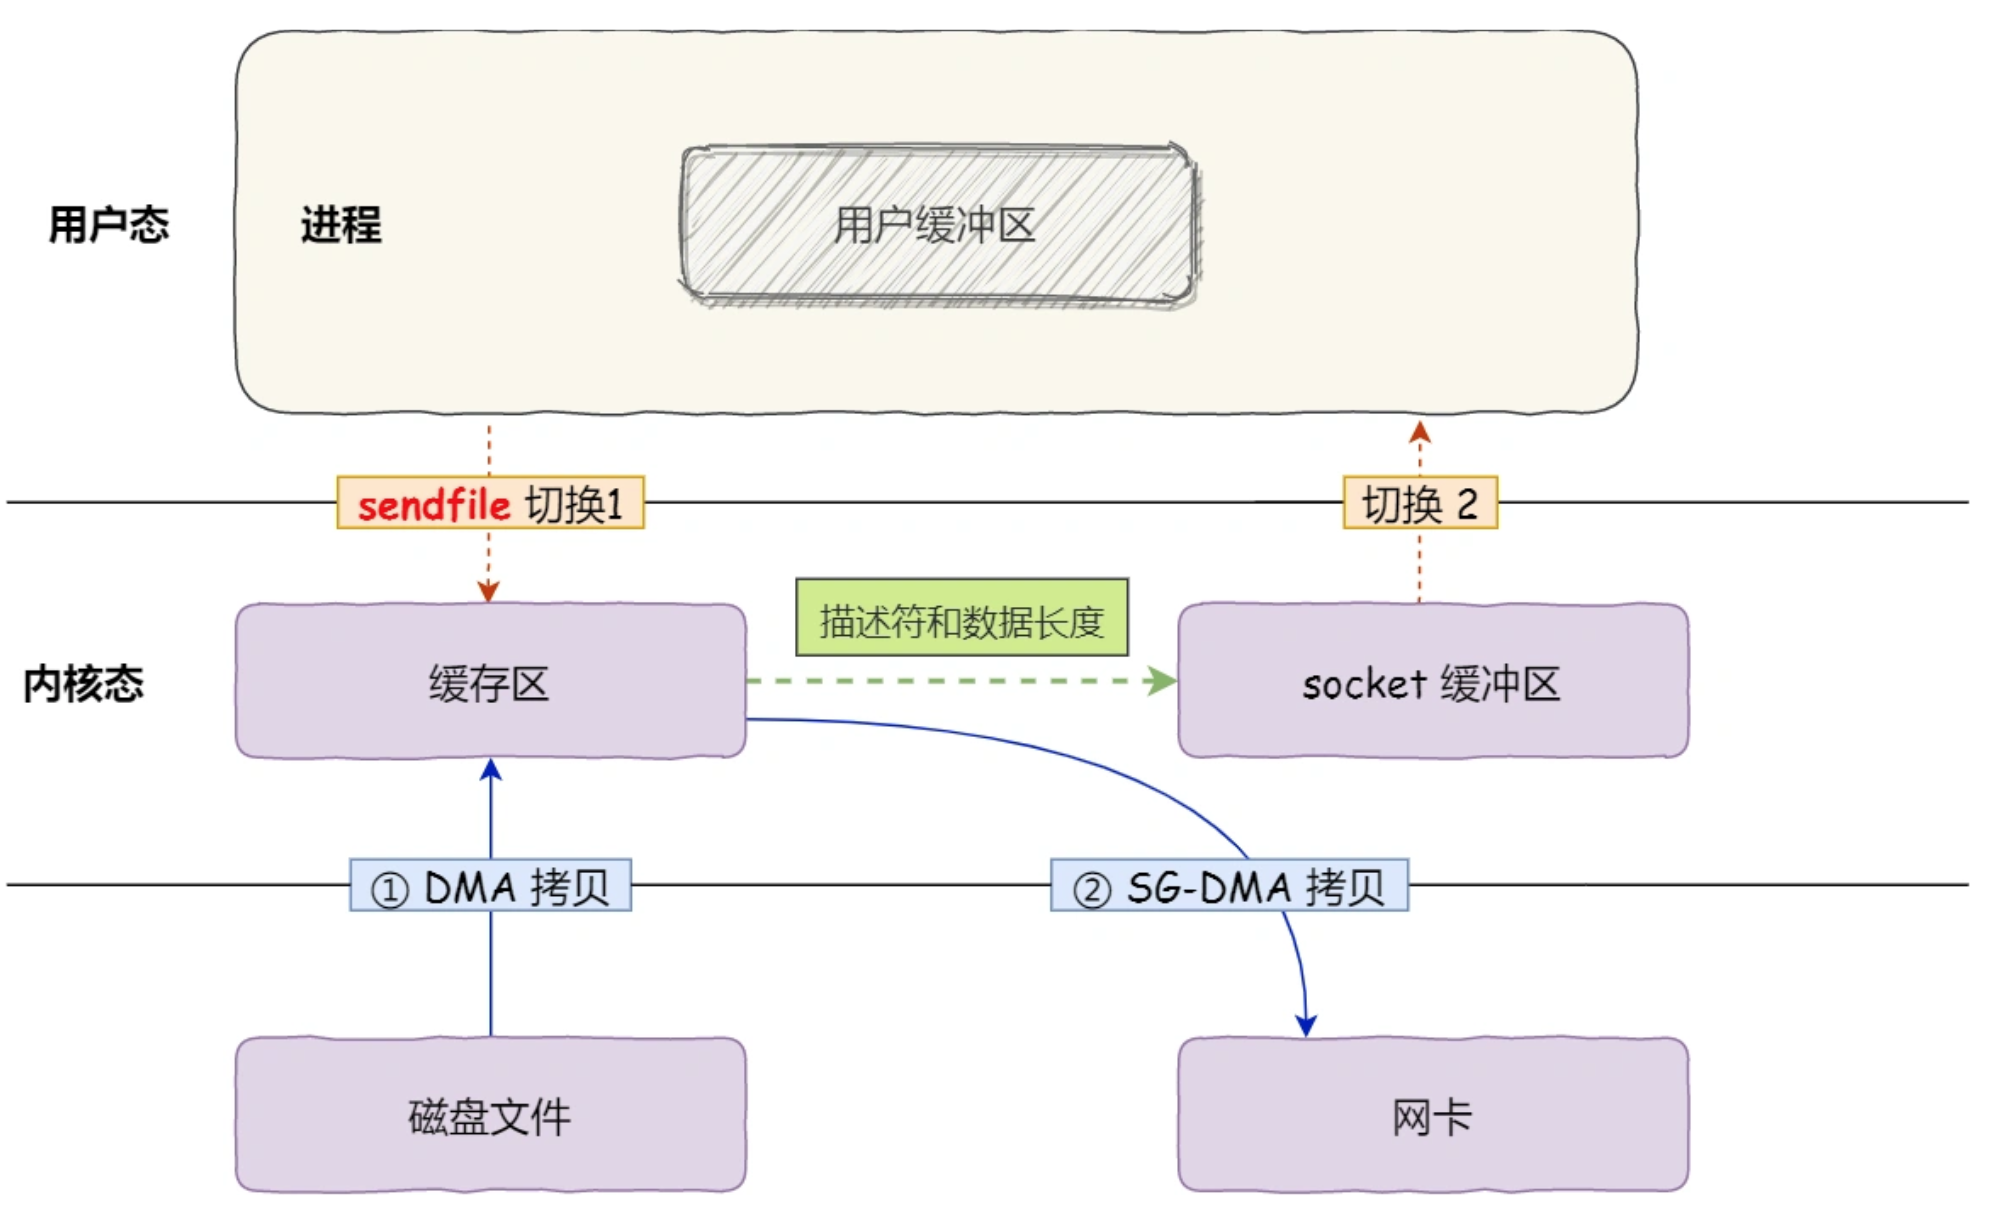 用户态
进程
用户缓冲区
sendfile 切换1
切换 2
描述符和数据长度
内核态
缓存区
socket 缓冲区
① DMA 拷贝
② SG-DMA 拷贝
磁盘文件
网卡